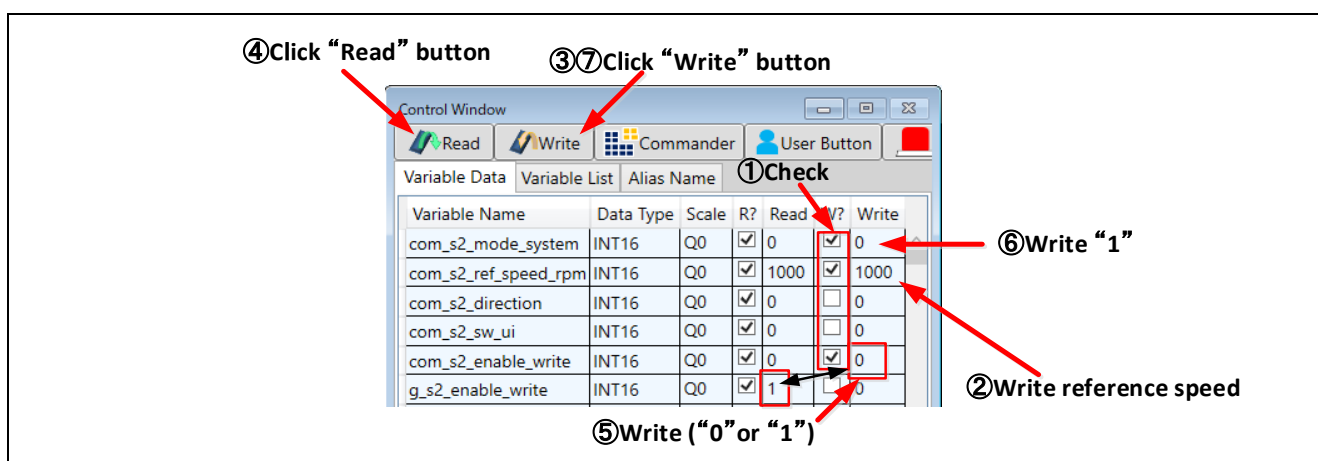 ④Click “Read” button
③⑦Click “Write” button
Control Window
Read Write Commander User Button
Variable Data Variable List Alias Name
①Check
Variable Name Data Type Scale R? Read W? Write
com_s2_mode_system INT16 Q0 0 0
⑥Write “1”
com_s2_ref_speed_rpm INT16 Q0 1000 1000
com_s2_direction INT16 Q0 0 0
com_s2_sw_ui INT16 Q0 0 0
com_s2_enable_write INT16 Q0 0 0
g_s2_enable_write INT16 Q0 1 0
②Write reference speed
⑤Write (“0”or “1”)